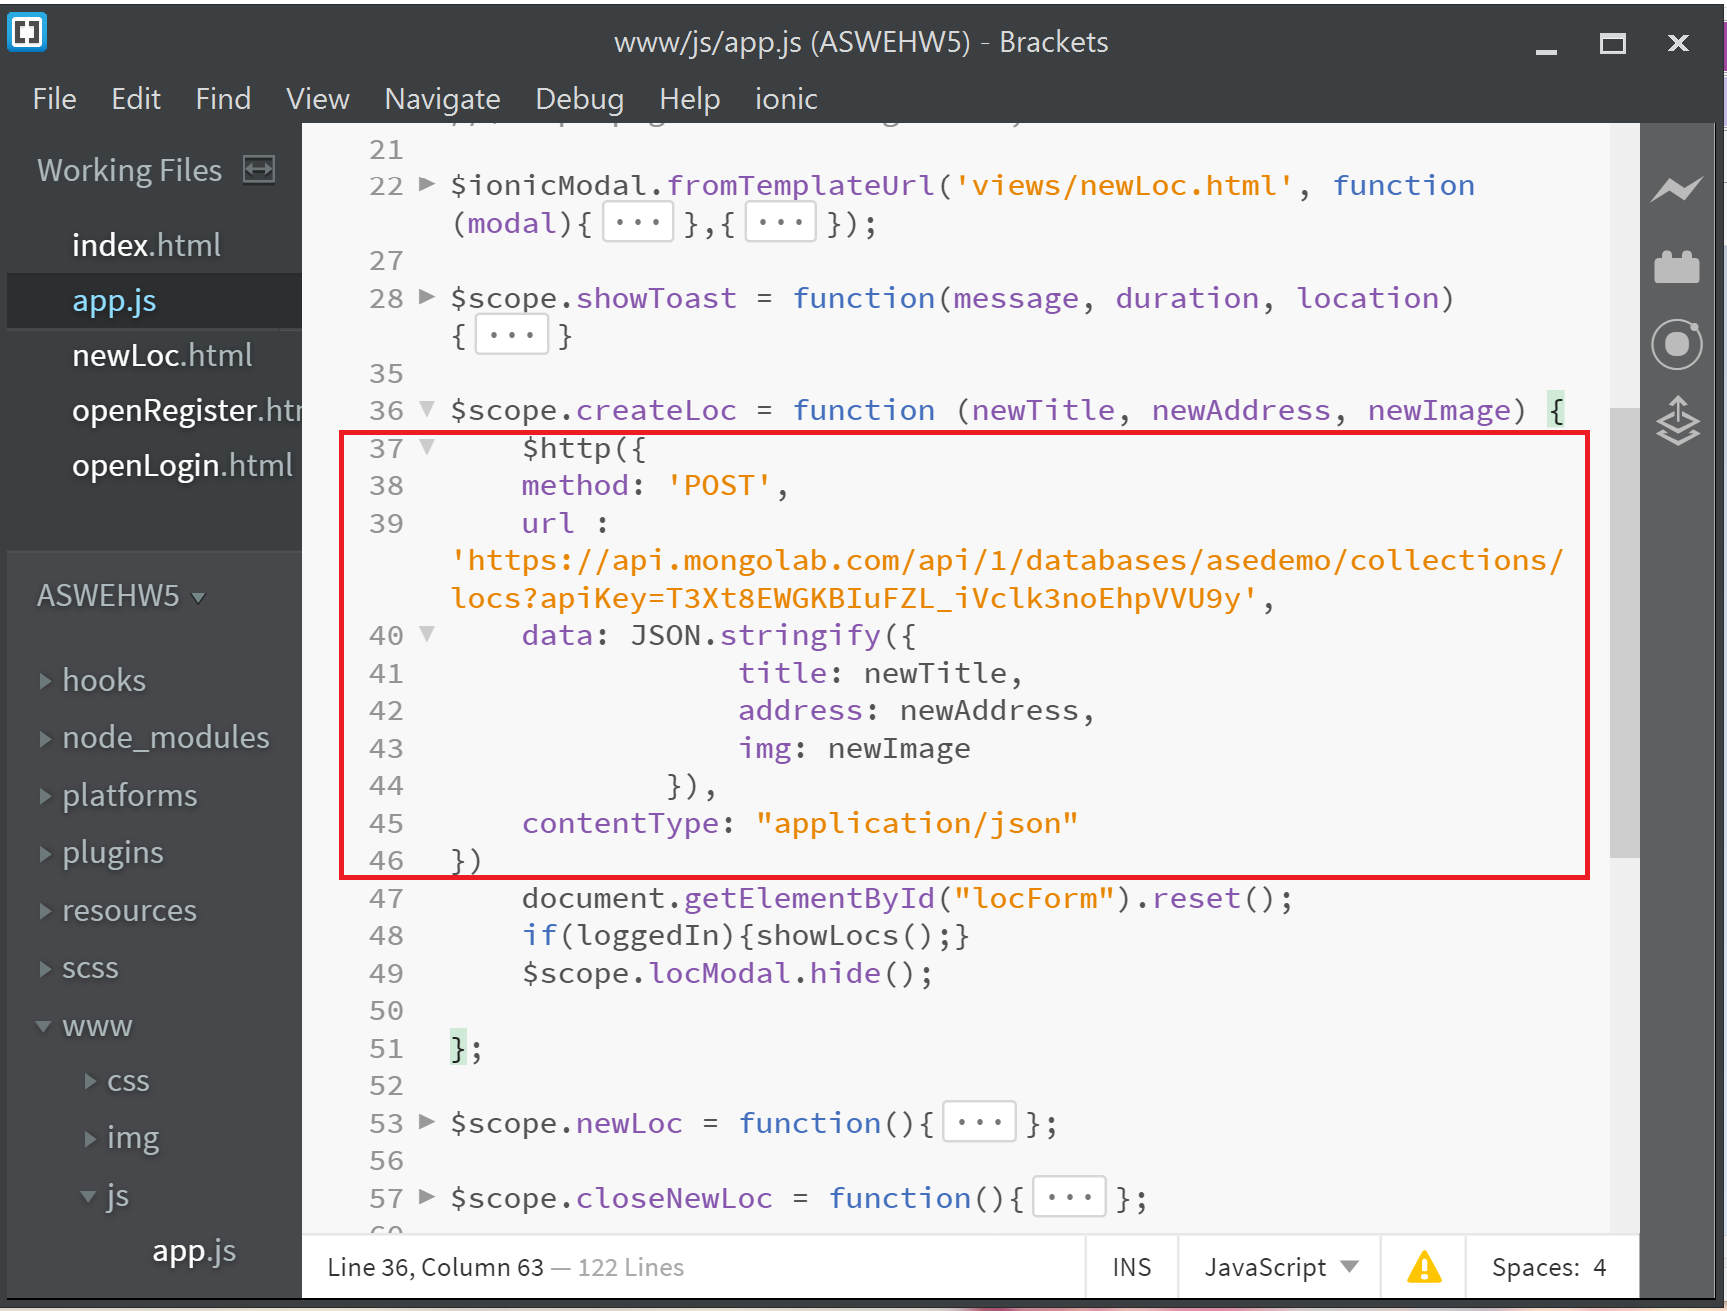 www/js/app.js (ASWEHW5) - Brackets
File Edit Find View Navigate Debug Help ionic
Working Files
index.html
app.js
newLoc.html
openRegister.htm
openLogin.html
ASWEHW5
hooks
node_modules
platforms
plugins
resources
scss
www
css
img
js
app.js
21
22 $ionicModal.fromTemplateUrl('views/newLoc.html', function
(modal){ ··· },{ ··· });
27
28 $scope.showToast = function(message, duration, location)
{ ··· }
35
36 $scope.createLoc = function (newTitle, newAddress, newImage) {
37 $http({
38 method: 'POST',
39 url :
'https://api.mongolab.com/api/1/databases/asedemo/collections/
locs?apiKey=T3Xt8EWGKBIuFZL_iVclk3noEhpVVU9y',
40 data: JSON.stringify({
41 title: newTitle,
42 address: newAddress,
43 img: newImage
44 }),
45 contentType: "application/json"
46 })
47 document.getElementById("locForm").reset();
48 if(loggedIn){showLocs();}
49 $scope.locModal.hide();
50
51 };
52
53 $scope.newLoc = function(){ ··· };
56
57 $scope.closeNewLoc = function(){ ··· };
Line 36, Column 63 — 122 Lines INS JavaScript Spaces: 4